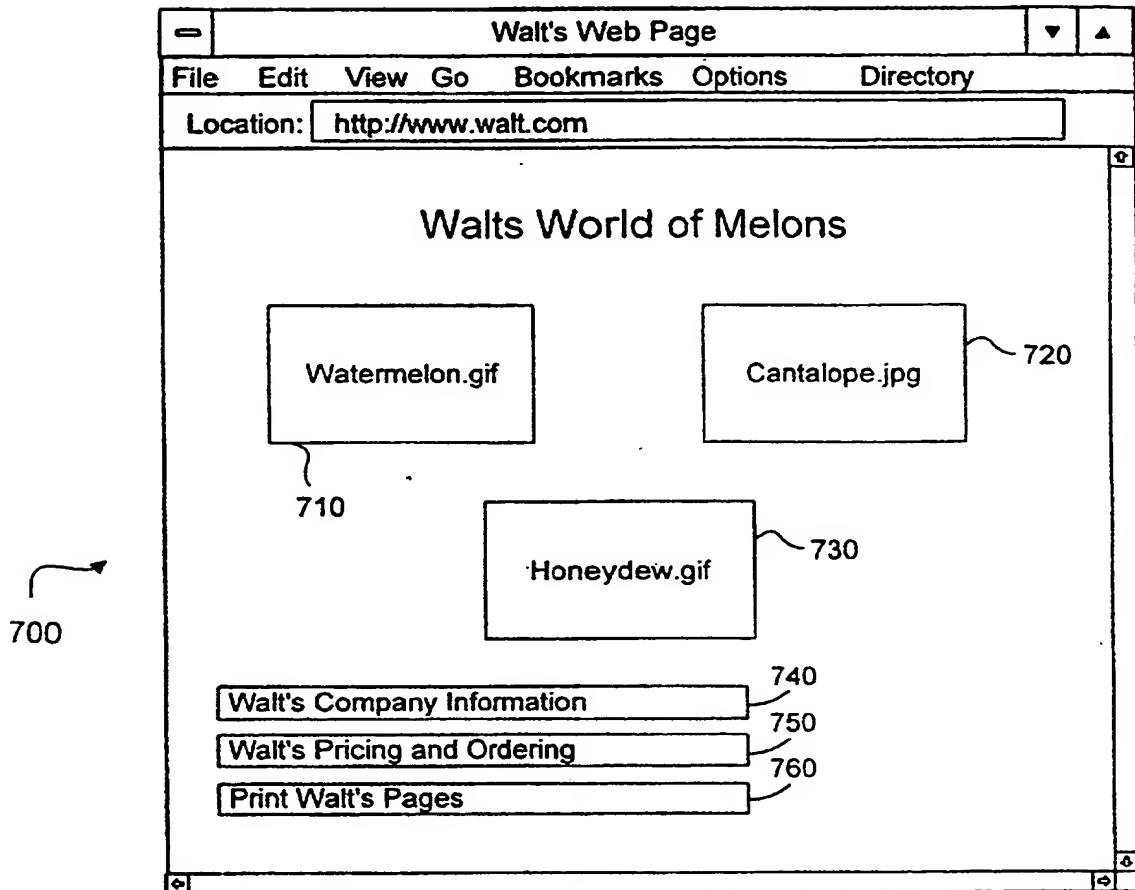 Walt's Web Page
File Edit View Go Bookmarks Options Directory
Location: http://www.walt.com
Walts World of Melons
Watermelon.gif
Cantalope.jpg
720
710
Honeydew.gif
730
700
740
Walt's Company Information
750
Walt's Pricing and Ordering
760
Print Walt's Pages